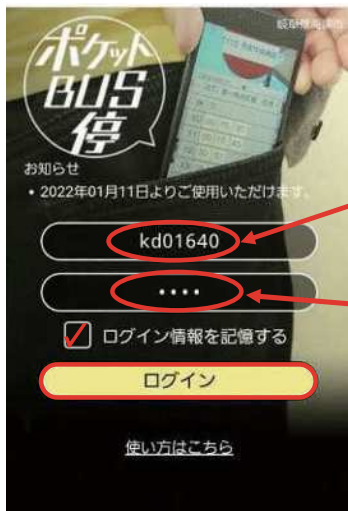 岐阜県海津市
ポケット
BUS
停
お知らせ
• 2022年01月11日よりご使用いただけます。
kd01640
••••
ログイン情報を記憶する
ログイン
使い方はこちら